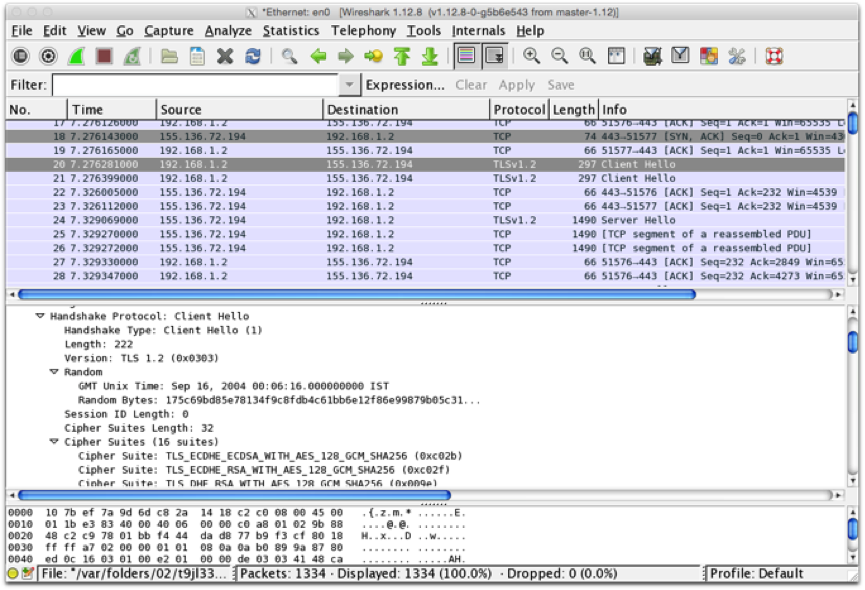 *Ethernet: en0 [Wireshark 1.12.8 (v1.12.8-0-g5b6e543 from master-1.12)]
File Edit View Go Capture Analyze Statistics Telephony Tools Internals Help
Filter: Expression... Clear Apply Save
No. Time Source Destination Protocol Length Info
17 7.276126000 192.168.1.2 155.136.72.194 TCP 66 51576→443 [ACK] Seq=1 Ack=1 Win=65535 L
18 7.276143000 155.136.72.194 192.168.1.2 TCP 74 443→51577 [SYN, ACK] Seq=0 Ack=1 Win=43
19 7.276165000 192.168.1.2 155.136.72.194 TCP 66 51577→443 [ACK] Seq=1 Ack=1 Win=65535 L
20 7.276281000 192.168.1.2 155.136.72.194 TLSv1.2 297 Client Hello
21 7.276399000 192.168.1.2 155.136.72.194 TLSv1.2 297 Client Hello
22 7.326005000 155.136.72.194 192.168.1.2 TCP 66 443→51576 [ACK] Seq=1 Ack=232 Win=4539
23 7.326112000 155.136.72.194 192.168.1.2 TCP 66 443→51577 [ACK] Seq=1 Ack=232 Win=4539
24 7.329069000 155.136.72.194 192.168.1.2 TLSv1.2 1490 Server Hello
25 7.329270000 155.136.72.194 192.168.1.2 TCP 1490 [TCP segment of a reassembled PDU]
26 7.329272000 155.136.72.194 192.168.1.2 TCP 1490 [TCP segment of a reassembled PDU]
27 7.329330000 192.168.1.2 155.136.72.194 TCP 66 51576→443 [ACK] Seq=232 Ack=2849 Win=65
28 7.329347000 192.168.1.2 155.136.72.194 TCP 66 51576→443 [ACK] Seq=232 Ack=4273 Win=65
Handshake Protocol: Client Hello
Handshake Type: Client Hello (1)
Length: 222
Version: TLS 1.2 (0x0303)
Random
GMT Unix Time: Sep 16, 2004 00:06:16.000000000 IST
Random Bytes: 175c69bd85e78134f9c8fdb4c61bb6e12f86e99879b05c31...
Session ID Length: 0
Cipher Suites Length: 32
Cipher Suites (16 suites)
Cipher Suite: TLS_ECDHE_ECDSA_WITH_AES_128_GCM_SHA256 (0xc02b)
Cipher Suite: TLS_ECDHE_RSA_WITH_AES_128_GCM_SHA256 (0xc02f)
Cipher Suite: TLS_DHE_RSA_WITH_AES_128_GCM_SHA256 (0x009e)
0000 10 7b ef 7a 9d 6d c8 2a 14 18 c2 c0 08 00 45 00 .{.z.m.* ......E.
0010 01 1b e3 83 40 00 40 06 00 00 c0 a8 01 02 9b 88 ....@.@. ........
0020 48 c2 c9 78 01 bb f4 44 da d8 77 b9 f3 cf 80 18 H..x...D ..w.....
0030 ff ff a7 02 00 00 01 01 08 0a 0a b0 89 9a 87 80 ........ ........
0040 ed 0c 16 03 01 00 e2 01 00 00 de 03 03 41 48 ca ........ .....AH.
File: "/var/folders/02/t9jl33... Packets: 1334 · Displayed: 1334 (100.0%) · Dropped: 0 (0.0%) Profile: Default